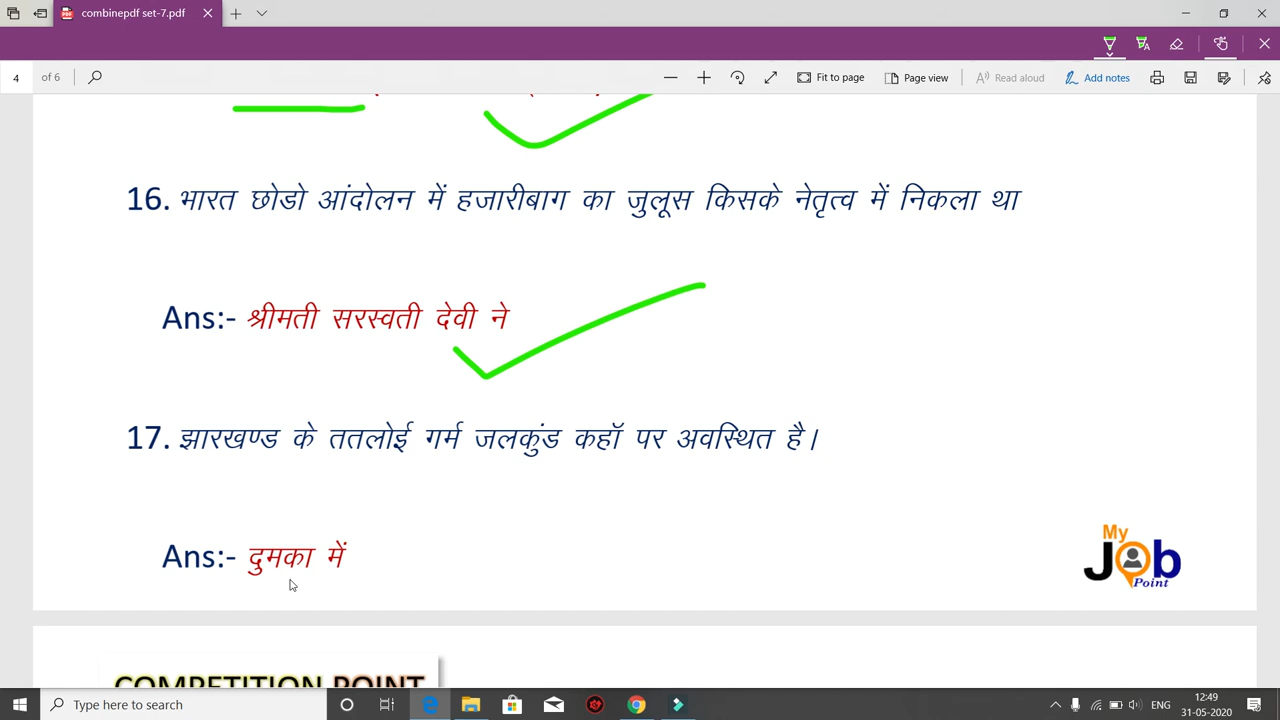 combinepdf set-7.pdf
4 of 6
Fit to page
Page view
Read aloud
Add notes
16. भारत छोडो आंदोलन में हजारीबाग का जुलूस किसके नेतृत्व में निकला था
Ans:- श्रीमती सरस्वती देवी ने
17. झारखण्ड के ततलोई गर्म जलकुंड कहॉ पर अवस्थित है।
Ans:- दुमका में
My
JOb
Point
COMPETITION POINT
Type here to search
ENG
12:49
31-05-2020